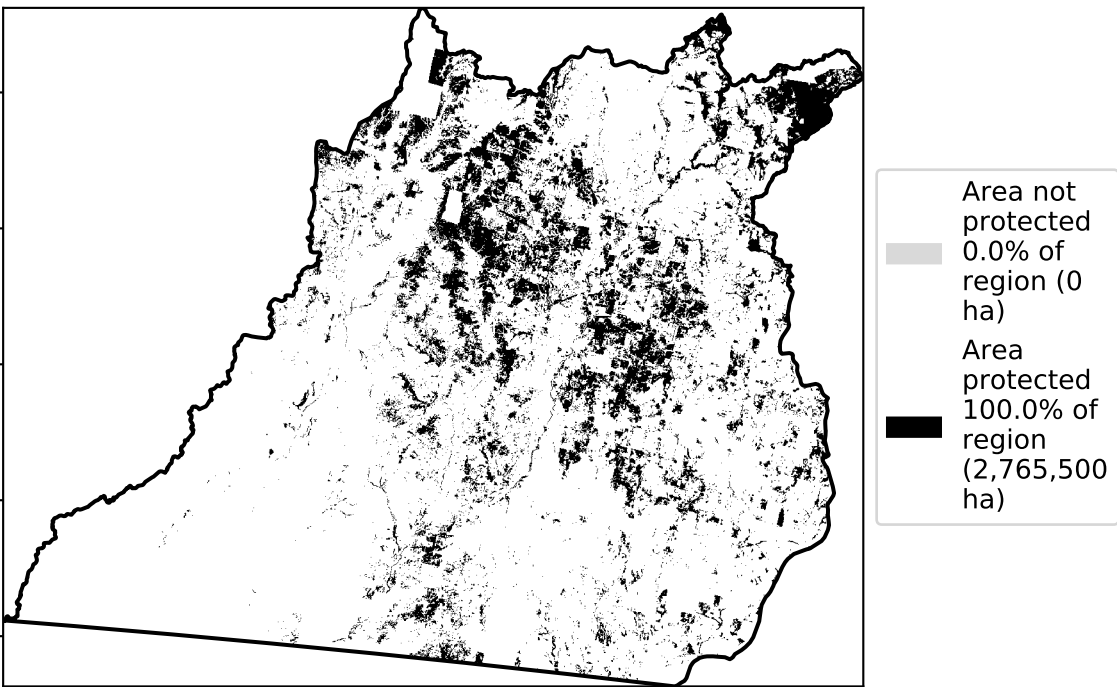 Area not
protected
0.0% of
region (0
ha)
Area
protected
100.0% of
region
(2,765,500
ha)